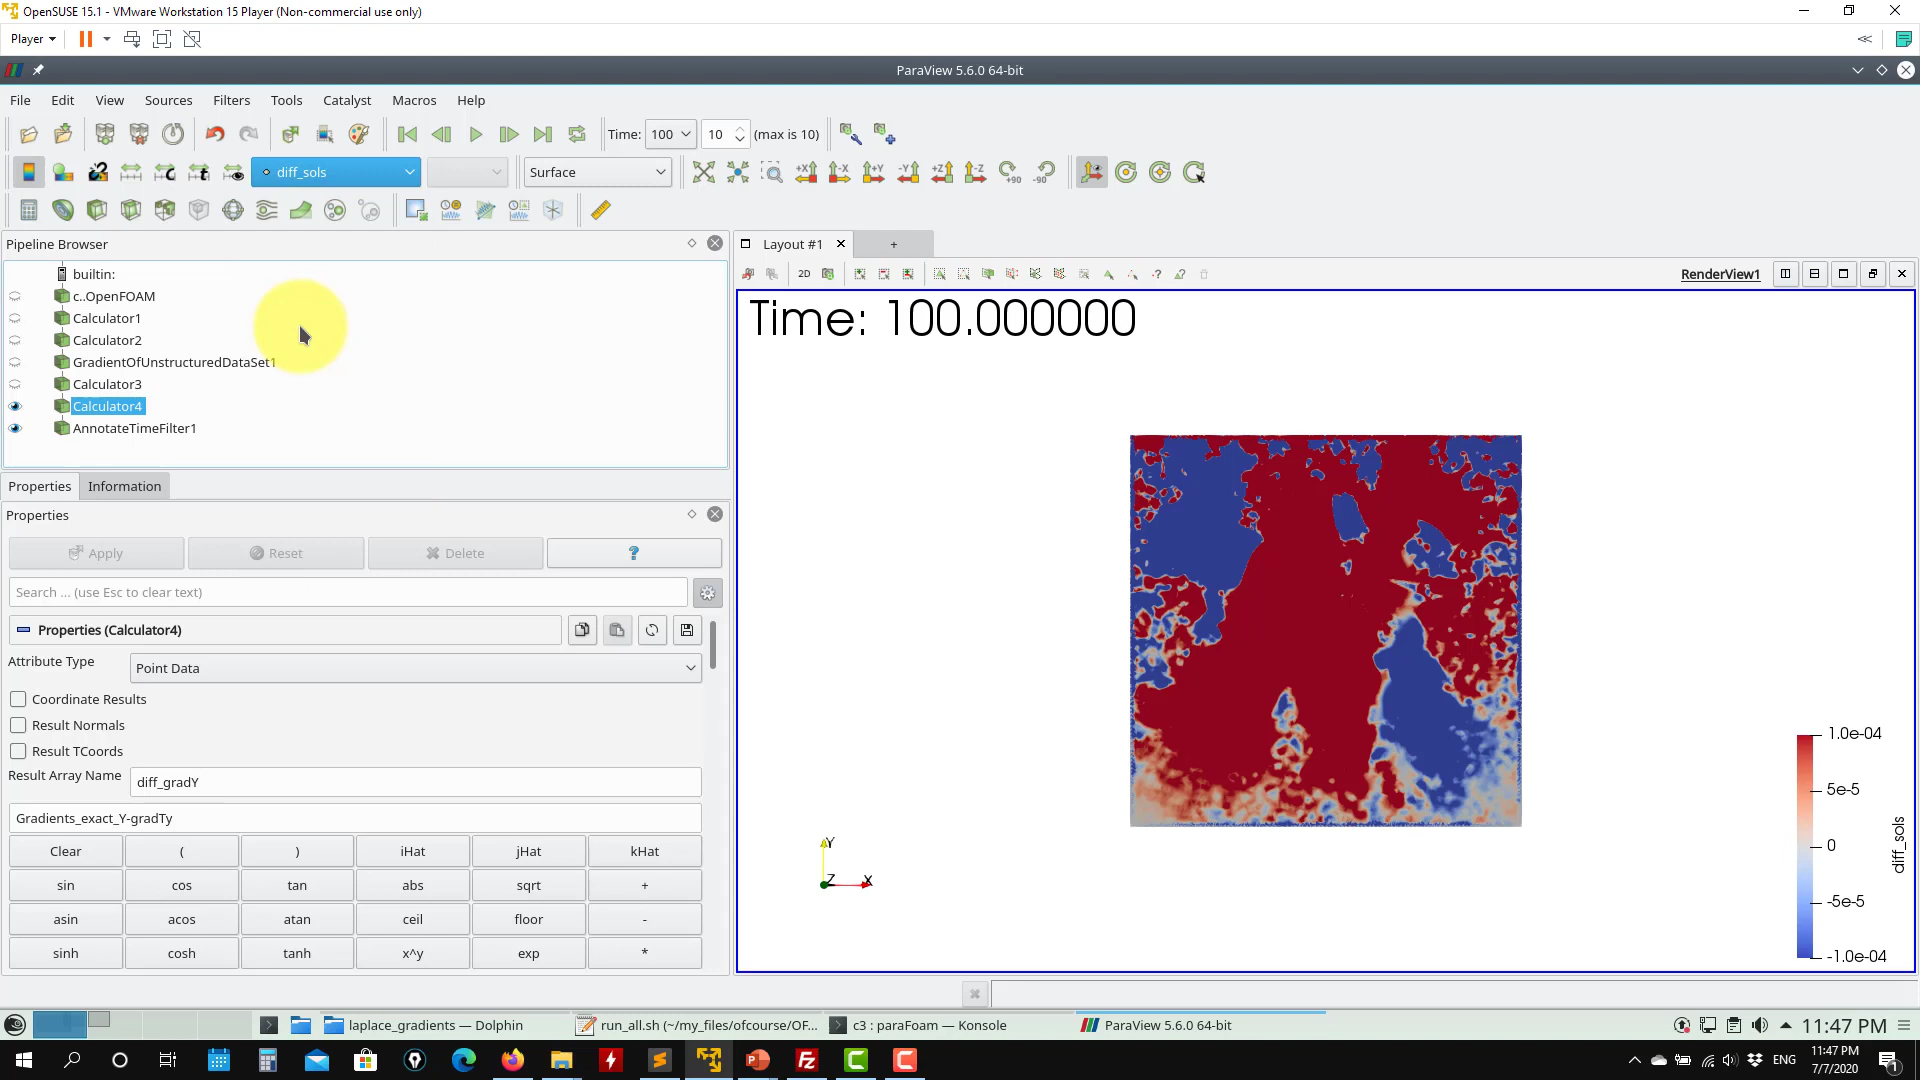 OpenSUSE 15.1 - VMware Workstation 15 Player (Non-commercial use only)
Player
ParaView 5.6.0 64-bit
File Edit View Sources Filters Tools Catalyst Macros Help
Time: 100 10 (max is 10)
diff_sols Surface +X -X +Y -Y +Z -Z +90 -90
Pipeline Browser
builtin:
c..OpenFOAM
Calculator1
Calculator2
GradientOfUnstructuredDataSet1
Calculator3
Calculator4
AnnotateTimeFilter1
Properties Information
Properties
Apply Reset Delete ?
Search ... (use Esc to clear text)
Properties (Calculator4)
Attribute Type Point Data
Coordinate Results
Result Normals
Result TCoords
Result Array Name diff_gradY
Gradients_exact_Y-gradTy
Clear ( ) iHat jHat kHat
sin cos tan abs sqrt +
asin acos atan ceil floor -
sinh cosh tanh x^y exp *
Layout #1 +
2D RenderView1
Time: 100.000000
1.0e-04
5e-5
0
-5e-5
-1.0e-04
diff_sols
Y
Z X
laplace_gradients — Dolphin run_all.sh (~/my_files/ofcourse/OF... c3 : paraFoam — Konsole ParaView 5.6.0 64-bit 11:47 PM
ENG 11:47 PM
7/7/2020
1